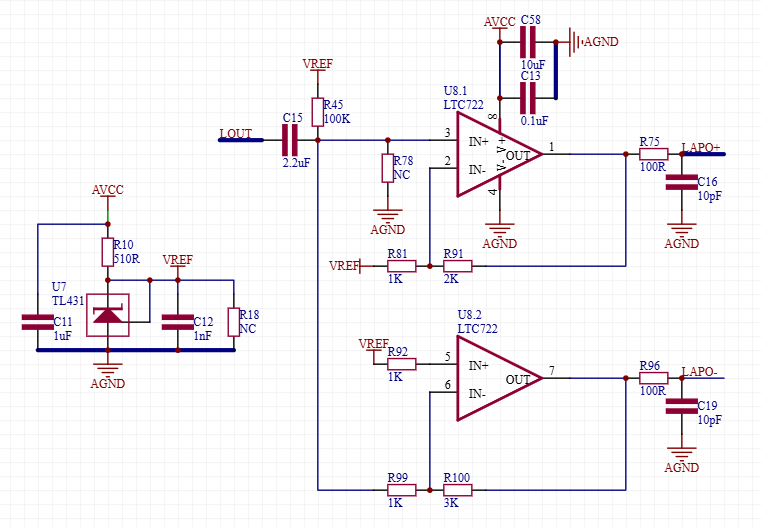 AVCC
C58
AGND
10uF
C13
0.1uF
VREF
R45
100K
U8.1
LTC722
8
LOUT
C15
2.2uF
3
IN+
V+
OUT
1
R75
100R
LAPO+
2
IN-
V-
4
R78
NC
C16
10pF
AGND
AGND
AGND
VREF
R81
1K
R91
2K
AVCC
R10
510R
VREF
U7
TL431
C11
1uF
C12
1nF
R18
NC
AGND
U8.2
LTC722
VREF
R92
1K
5
IN+
OUT
7
R96
100R
LAPO-
6
IN-
C19
10pF
AGND
R99
1K
R100
3K